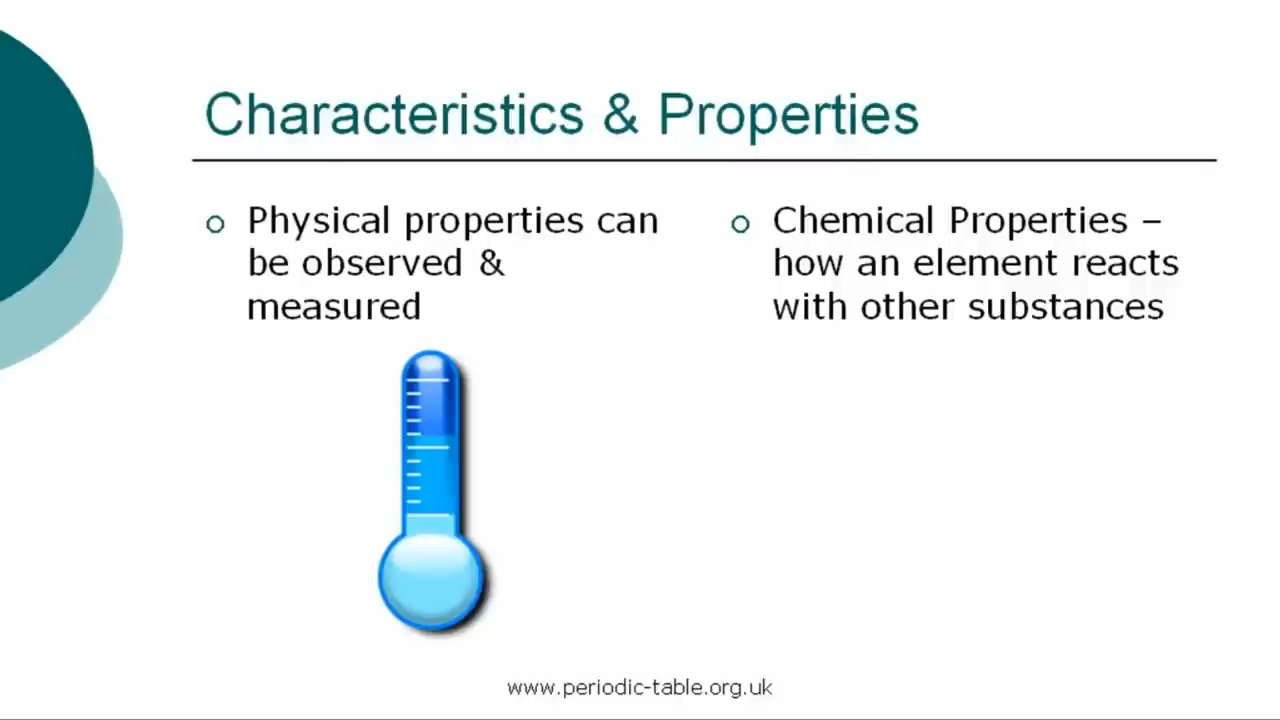 Characteristics & Properties
Physical properties can
be observed &
measured
Chemical Properties –
how an element reacts
with other substances
www.periodic-table.org.uk